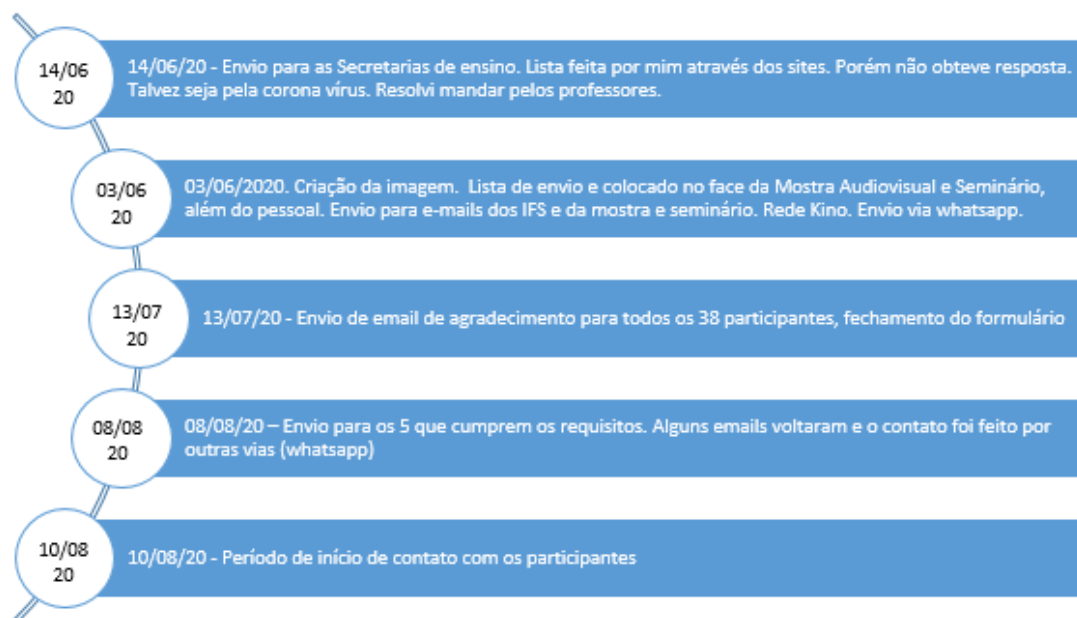 14/06
20
14/06/20 - Envio para as Secretarias de ensino. Lista feita por mim através dos sites. Porém não obteve resposta.
Talvez seja pela corona vírus. Resolvi mandar pelos professores.
03/06
20
03/06/2020. Criação da imagem.  Lista de envio e colocado no face da Mostra Audiovisual e Seminário,
além do pessoal. Envio para e-mails dos IFS e da mostra e seminário. Rede Kino. Envio via whatsapp.
13/07
20
13/07/20 - Envio de email de agradecimento para todos os 38 participantes, fechamento do formulário
08/08
20
08/08/20 – Envio para os 5 que cumprem os requisitos. Alguns emails voltaram e o contato foi feito por
outras vias (whatsapp)
10/08
20
10/08/20 - Período de início de contato com os participantes